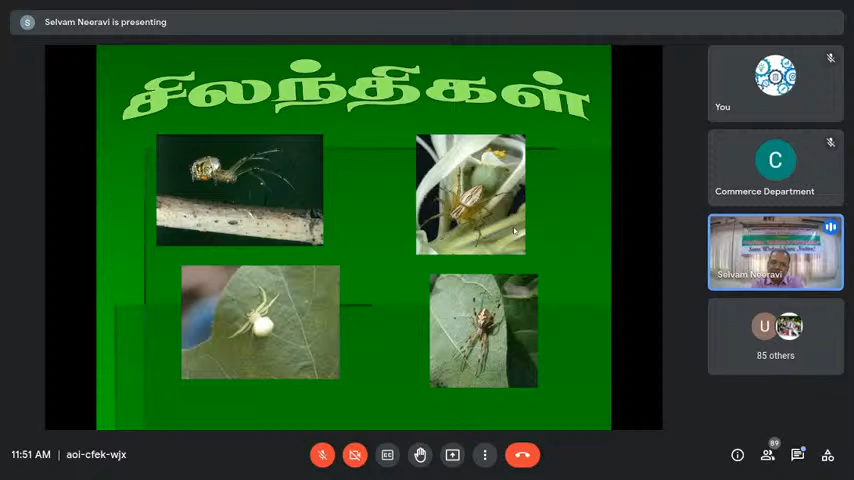 S Selvam Neeravi is presenting
சிலந்திகள்
You
C
Commerce Department
Selvam Neeravi
U
85 others
11:51 AM | aoi-cfek-wjx
CC
89